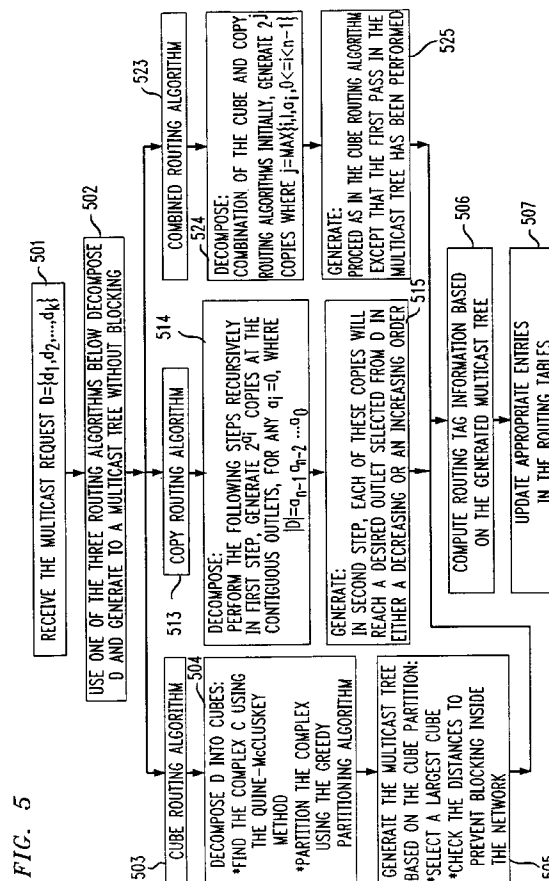 FIG. 5
501
RECEIVE THE MULTICAST REQUEST D={d1,d2,...,dk}
502
USE ONE OF THE THREE ROUTING ALGORITHMS BELOW DECOMPOSE
D AND GENERATE TO A MULTICAST TREE WITHOUT BLOCKING
503
CUBE ROUTING ALGORITHM
504
DECOMPOSE D INTO CUBES:
*FIND THE COMPLEX C USING
THE QUINE-McCLUSKEY
METHOD
*PARTITION THE COMPLEX
USING THE GREEDY
PARTITIONING ALGORITHM
GENERATE THE MULTICAST TREE
BASED ON THE CUBE PARTITION:
*SELECT A LARGEST CUBE
*CHECK THE DISTANCES TO
PREVENT BLOCKING INSIDE
THE NETWORK
505
513
COPY ROUTING ALGORITHM
514
DECOMPOSE:
PERFORM THE FOLLOWING STEPS RECURSIVELY
IN FIRST STEP, GENERATE 2^ai COPIES AT THE
CONTIGUOUS OUTLETS, FOR ANY ai=0, WHERE
|D|=an-1 an-2 ...a0
GENERATE:
IN SECOND STEP, EACH OF THESE COPIES WILL
REACH A DESIRED OUTLET SELECTED FROM D IN
EITHER A DECREASING OR AN INCREASING ORDER
515
523
COMBINED ROUTING ALGORITHM
524
DECOMPOSE:
COMBINATION OF THE CUBE AND COPY
ROUTING ALGORITHMS INITIALLY, GENERATE 2^j
COPIES WHERE j=MAX{i,l,ai,0<=i<n-1}
GENERATE:
PROCEED AS IN THE CUBE ROUTING ALGORITHM
EXCEPT THAT THE FIRST PASS IN THE
MULTICAST TREE HAS BEEN PERFORMED
525
COMPUTE ROUTING TAG INFORMATION BASED
ON THE GENERATED MULTICAST TREE
506
UPDATE APPROPRIATE ENTRIES
IN THE ROUTING TABLES
507